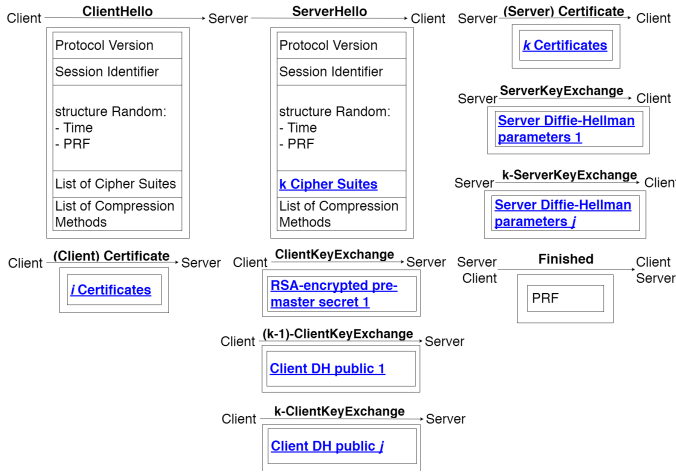 ClientHello
Client Server
Protocol Version
Session Identifier
structure Random:
- Time
- PRF
List of Cipher Suites
List of Compression
Methods
ServerHello
Server Client
Protocol Version
Session Identifier
structure Random:
- Time
- PRF
k Cipher Suites
List of Compression
Methods
(Server) Certificate
Server Client
k Certificates
ServerKeyExchange
Server Client
Server Diffie-Hellman
parameters 1
k-ServerKeyExchange
Server Client
Server Diffie-Hellman
parameters j
(Client) Certificate
Client Server
i Certificates
ClientKeyExchange
Client Server
RSA-encrypted pre-
master secret 1
(k-1)-ClientKeyExchange
Client Server
Client DH public 1
k-ClientKeyExchange
Client Server
Client DH public j
Finished
Server Client
Client Server
PRF